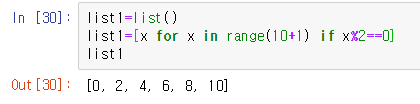 In [30]: list1=list()
list1=[x for x in range(10+1) if x%2==0]
list1
Out[30]: [0, 2, 4, 6, 8, 10]